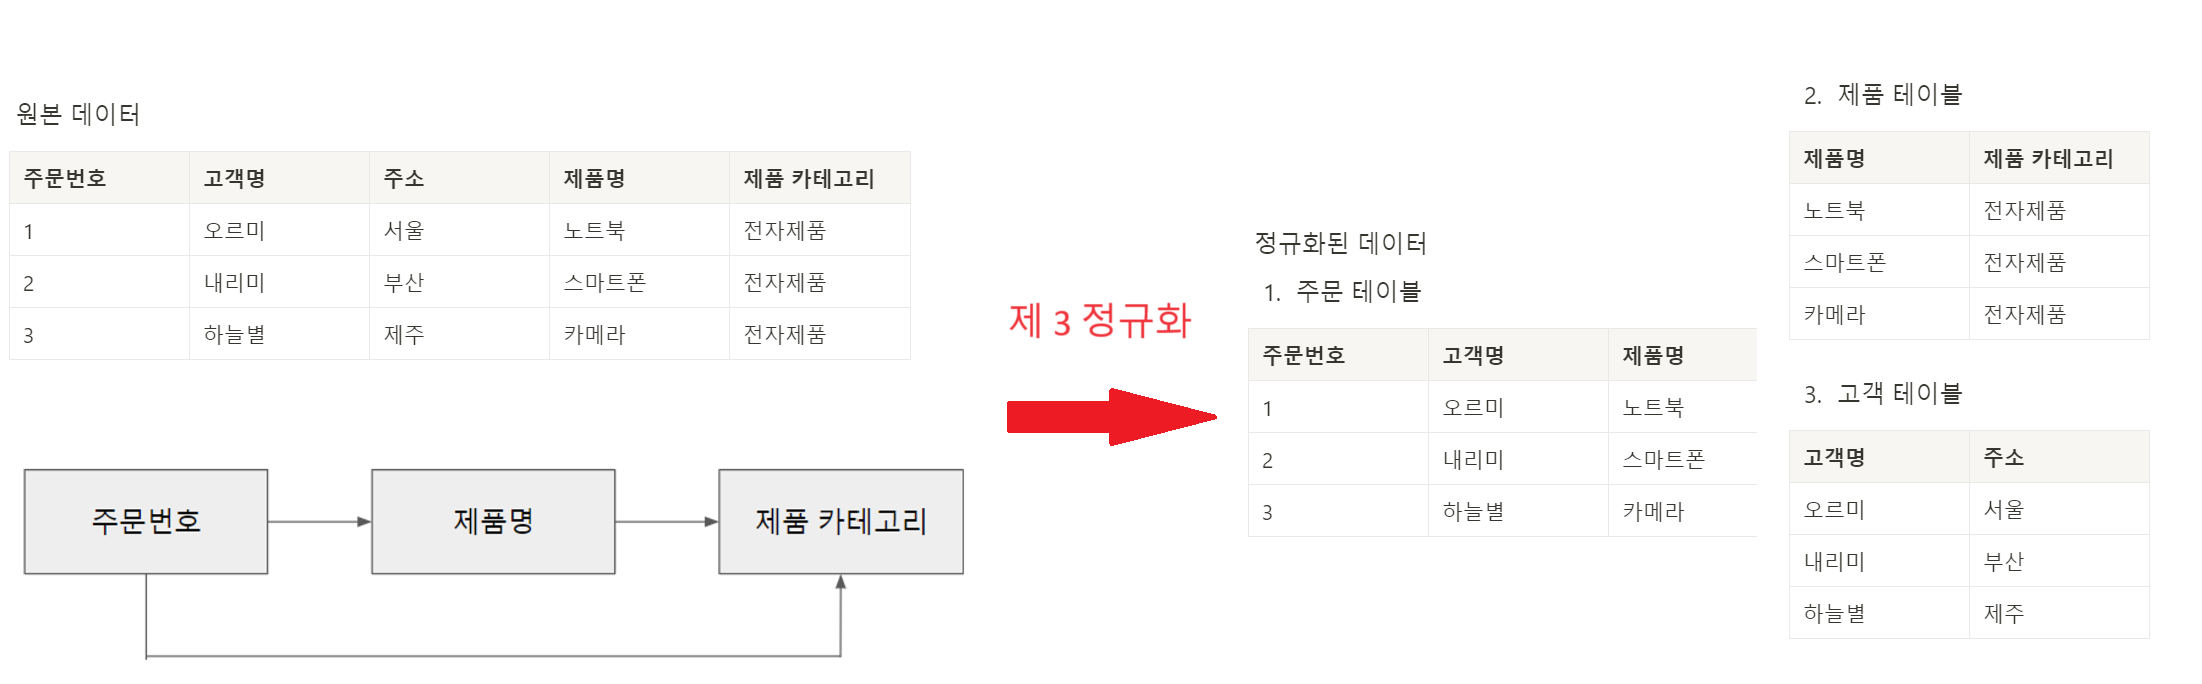 원본 데이터
주문번호 고객명 주소 제품명 제품 카테고리
1 오르미 서울 노트북 전자제품
2 내리미 부산 스마트폰 전자제품
3 하늘별 제주 카메라 전자제품
주문번호 제품명 제품 카테고리
제 3 정규화
정규화된 데이터
1. 주문 테이블
주문번호 고객명 제품명
1 오르미 노트북
2 내리미 스마트폰
3 하늘별 카메라
2. 제품 테이블
제품명 제품 카테고리
노트북 전자제품
스마트폰 전자제품
카메라 전자제품
3. 고객 테이블
고객명 주소
오르미 서울
내리미 부산
하늘별 제주